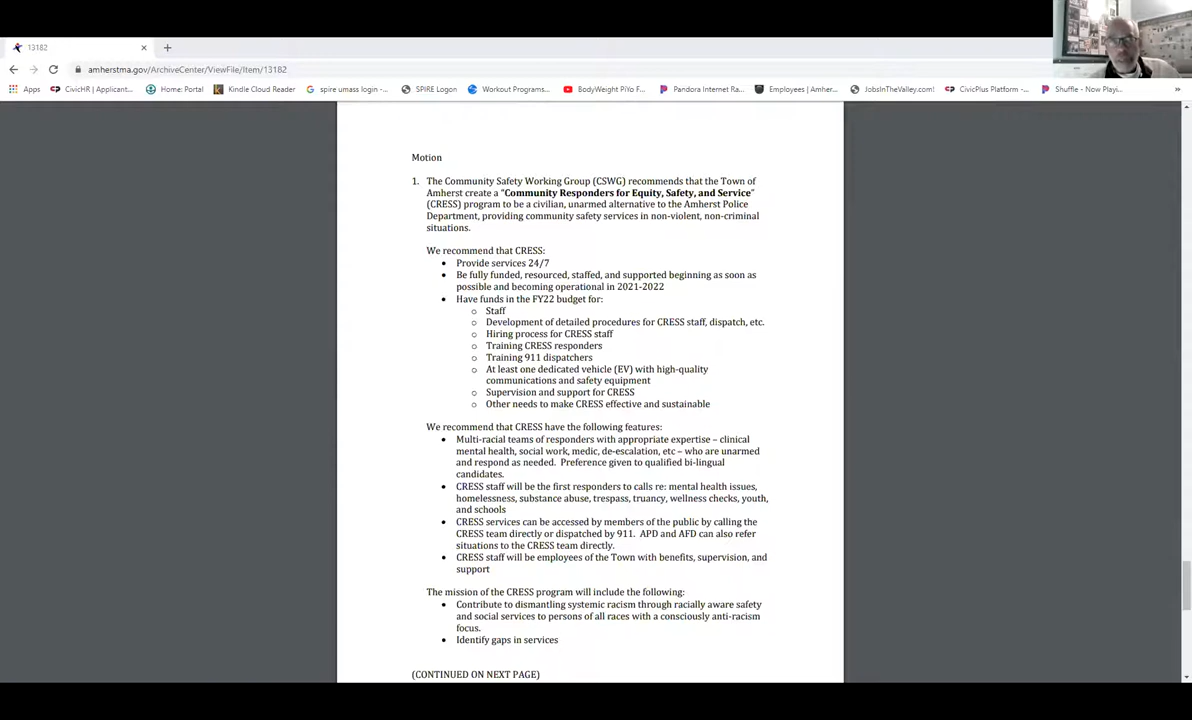 13182
amherstma.gov/ArchiveCenter/ViewFile/Item/13182
Apps CivicHR | Applicant... Home: Portal Kindle Cloud Reader spire umass login -... SPIRE Logon Workout Programs... BodyWeight PiYo F... Pandora Internet Ra... Employees | Amher... JobsInTheValley.com! CivicPlus Platform -... Shuffle - Now Playi... »
Motion
1. The Community Safety Working Group (CSWG) recommends that the Town of
Amherst create a "Community Responders for Equity, Safety, and Service"
(CRESS) program to be a civilian, unarmed alternative to the Amherst Police
Department, providing community safety services in non-violent, non-criminal
situations.
We recommend that CRESS:
• Provide services 24/7
• Be fully funded, resourced, staffed, and supported beginning as soon as
possible and becoming operational in 2021-2022
• Have funds in the FY22 budget for:
o Staff
o Development of detailed procedures for CRESS staff, dispatch, etc.
o Hiring process for CRESS staff
o Training CRESS responders
o Training 911 dispatchers
o At least one dedicated vehicle (EV) with high-quality
communications and safety equipment
o Supervision and support for CRESS
o Other needs to make CRESS effective and sustainable
We recommend that CRESS have the following features:
• Multi-racial teams of responders with appropriate expertise – clinical
mental health, social work, medic, de-escalation, etc – who are unarmed
and respond as needed. Preference given to qualified bi-lingual
candidates.
• CRESS staff will be the first responders to calls re: mental health issues,
homelessness, substance abuse, trespass, truancy, wellness checks, youth,
and schools
• CRESS services can be accessed by members of the public by calling the
CRESS team directly or dispatched by 911. APD and AFD can also refer
situations to the CRESS team directly.
• CRESS staff will be employees of the Town with benefits, supervision, and
support
The mission of the CRESS program will include the following:
• Contribute to dismantling systemic racism through racially aware safety
and social services to persons of all races with a consciously anti-racism
focus.
• Identify gaps in services
(CONTINUED ON NEXT PAGE)